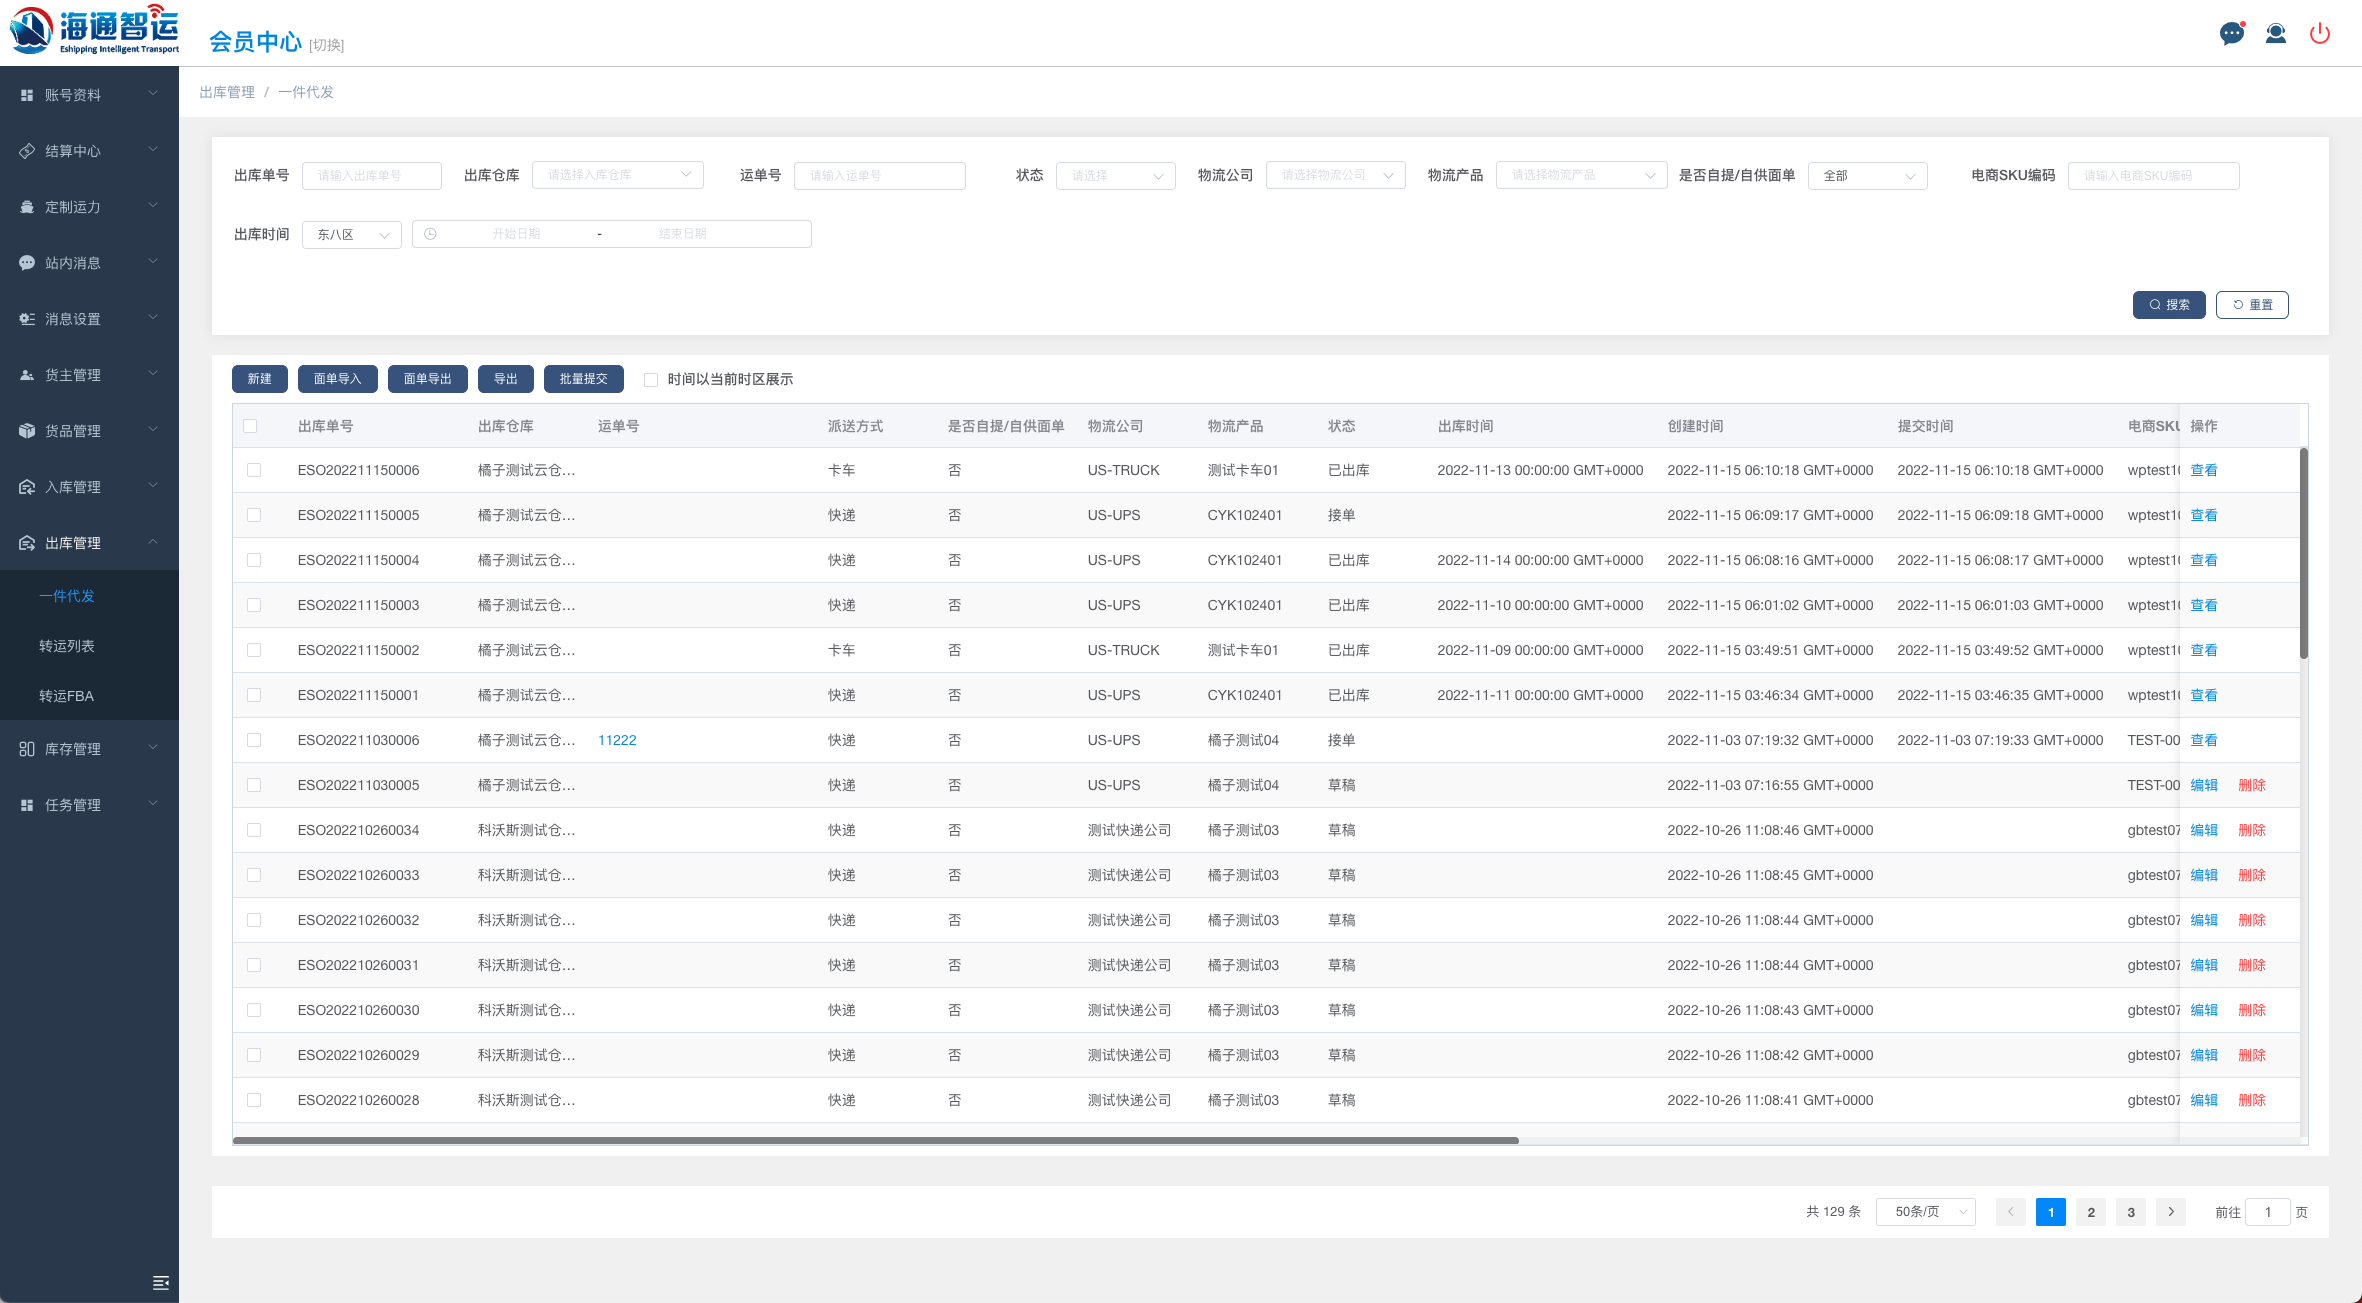 海通智运
Eshipping Intelligent Transport
会员中心 [切换]
账号资料
结算中心
定制运力
站内消息
消息设置
货主管理
货品管理
入库管理
出库管理
一件代发
转运列表
转运FBA
库存管理
任务管理
出库管理 / 一件代发
出库单号 请输入出库单号 出库仓库 请选择入库仓库 运单号 请输入运单号 状态 请选择 物流公司 请选择物流公司 物流产品 请选择物流产品 是否自提/自供面单 全部 电商SKU编码 请输入电商SKU编码
出库时间 东八区 开始日期 - 结束日期
搜索 重置
新建 面单导入 面单导出 导出 批量提交 时间以当前时区展示
出库单号 出库仓库 运单号 派送方式 是否自提/自供面单 物流公司 物流产品 状态 出库时间 创建时间 提交时间 电商SKU 操作
ESO202211150006 橘子测试云仓... 卡车 否 US-TRUCK 测试卡车01 已出库 2022-11-13 00:00:00 GMT+0000 2022-11-15 06:10:18 GMT+0000 2022-11-15 06:10:18 GMT+0000 wptest10 查看
ESO202211150005 橘子测试云仓... 快递 否 US-UPS CYK102401 接单 2022-11-15 06:09:17 GMT+0000 2022-11-15 06:09:18 GMT+0000 wptest10 查看
ESO202211150004 橘子测试云仓... 快递 否 US-UPS CYK102401 已出库 2022-11-14 00:00:00 GMT+0000 2022-11-15 06:08:16 GMT+0000 2022-11-15 06:08:17 GMT+0000 wptest10 查看
ESO202211150003 橘子测试云仓... 快递 否 US-UPS CYK102401 已出库 2022-11-10 00:00:00 GMT+0000 2022-11-15 06:01:02 GMT+0000 2022-11-15 06:01:03 GMT+0000 wptest10 查看
ESO202211150002 橘子测试云仓... 卡车 否 US-TRUCK 测试卡车01 已出库 2022-11-09 00:00:00 GMT+0000 2022-11-15 03:49:51 GMT+0000 2022-11-15 03:49:52 GMT+0000 wptest10 查看
ESO202211150001 橘子测试云仓... 快递 否 US-UPS CYK102401 已出库 2022-11-11 00:00:00 GMT+0000 2022-11-15 03:46:34 GMT+0000 2022-11-15 03:46:35 GMT+0000 wptest10 查看
ESO202211030006 橘子测试云仓... 11222 快递 否 US-UPS 橘子测试04 接单 2022-11-03 07:19:32 GMT+0000 2022-11-03 07:19:33 GMT+0000 TEST-00 查看
ESO202211030005 橘子测试云仓... 快递 否 US-UPS 橘子测试04 草稿 2022-11-03 07:16:55 GMT+0000 TEST-00 编辑 删除
ESO202210260034 科沃斯测试仓... 快递 否 测试快递公司 橘子测试03 草稿 2022-10-26 11:08:46 GMT+0000 gbtest07 编辑 删除
ESO202210260033 科沃斯测试仓... 快递 否 测试快递公司 橘子测试03 草稿 2022-10-26 11:08:45 GMT+0000 gbtest07 编辑 删除
ESO202210260032 科沃斯测试仓... 快递 否 测试快递公司 橘子测试03 草稿 2022-10-26 11:08:44 GMT+0000 gbtest07 编辑 删除
ESO202210260031 科沃斯测试仓... 快递 否 测试快递公司 橘子测试03 草稿 2022-10-26 11:08:44 GMT+0000 gbtest07 编辑 删除
ESO202210260030 科沃斯测试仓... 快递 否 测试快递公司 橘子测试03 草稿 2022-10-26 11:08:43 GMT+0000 gbtest07 编辑 删除
ESO202210260029 科沃斯测试仓... 快递 否 测试快递公司 橘子测试03 草稿 2022-10-26 11:08:42 GMT+0000 gbtest07 编辑 删除
ESO202210260028 科沃斯测试仓... 快递 否 测试快递公司 橘子测试03 草稿 2022-10-26 11:08:41 GMT+0000 gbtest07 编辑 删除
共 129 条 50条/页 1 2 3 前往 1 页